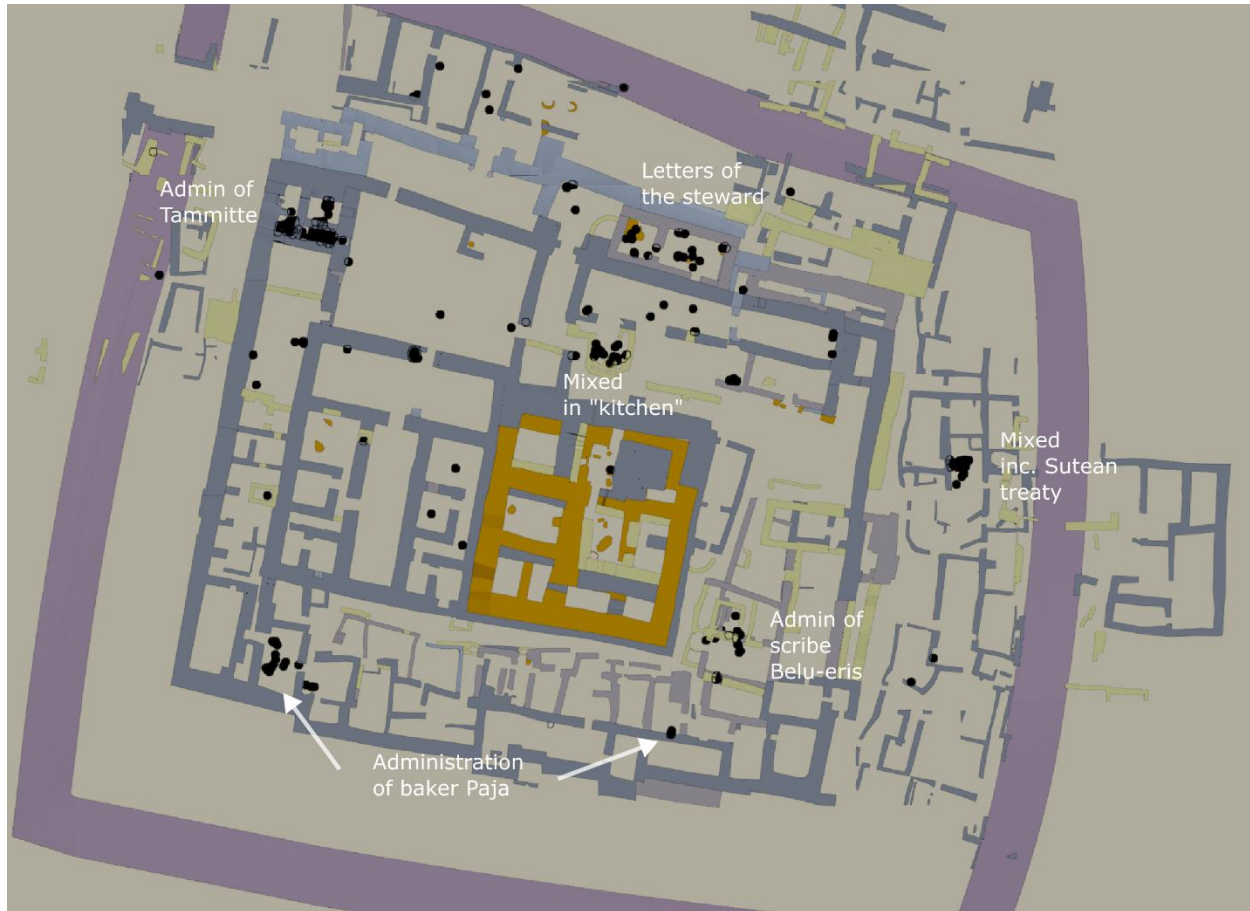 Letters of
the steward
Admin of
Tammitte
Mixed
in "kitchen"
Mixed
inc. Sutean
treaty
Admin of
scribe
Belu-eris
Administration
of baker Paja